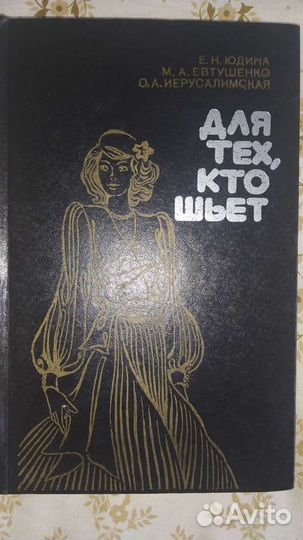 Е. Н. ЮДИНА
М. А. ЕВТУШЕНКО
О. А. ИЕРУСАЛИМСКАЯ
ДЛЯ
ТЕХ,
КТО
ШЬЕТ
Avito